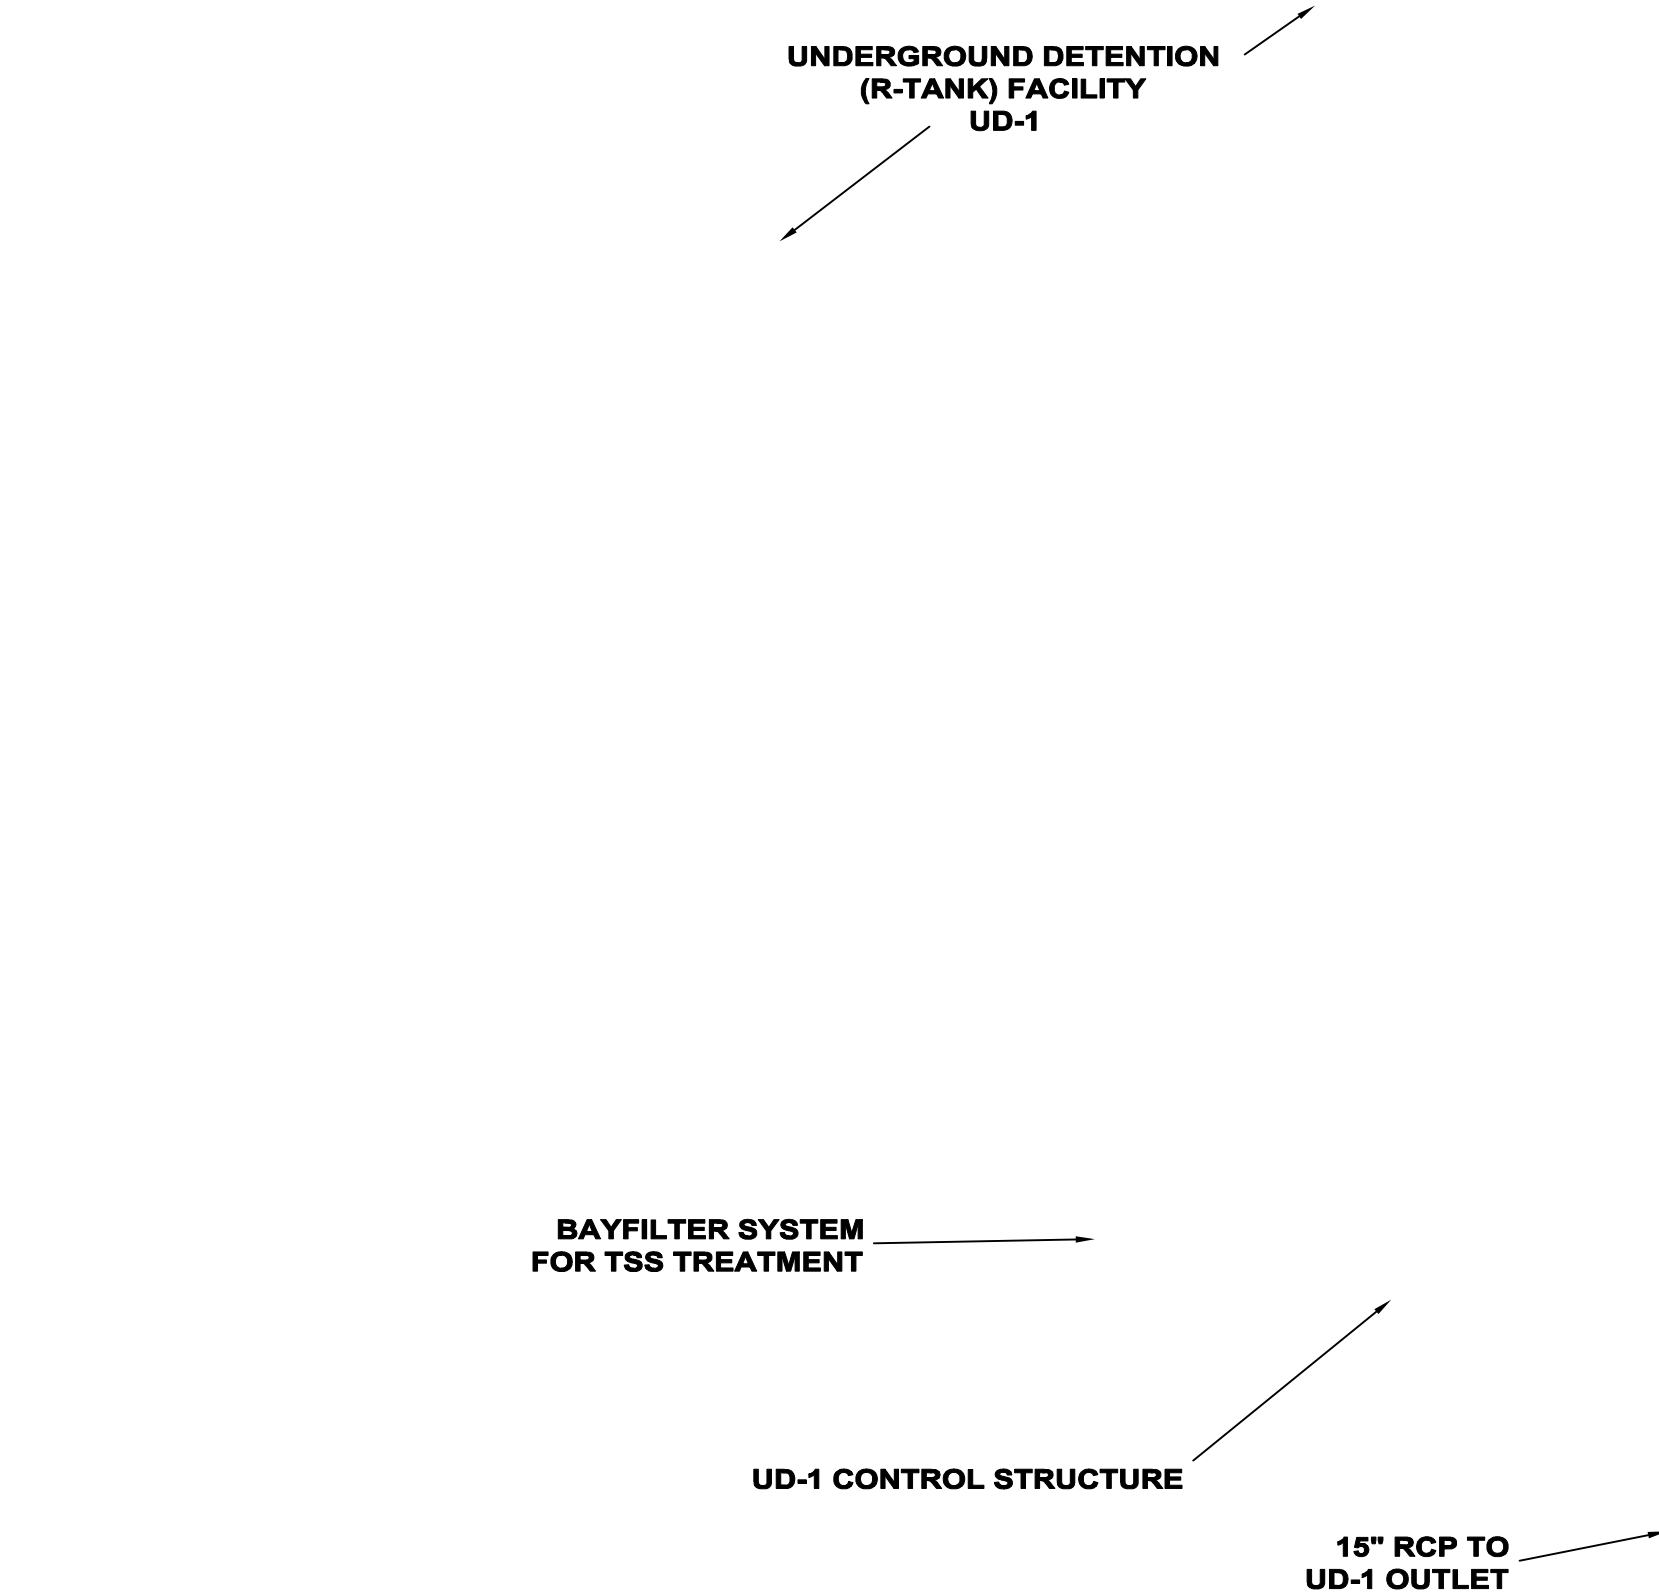 UNDERGROUND DETENTION
(R-TANK) FACILITY
UD-1
BAYFILTER SYSTEM
FOR TSS TREATMENT
UD-1 CONTROL STRUCTURE
15" RCP TO
UD-1 OUTLET